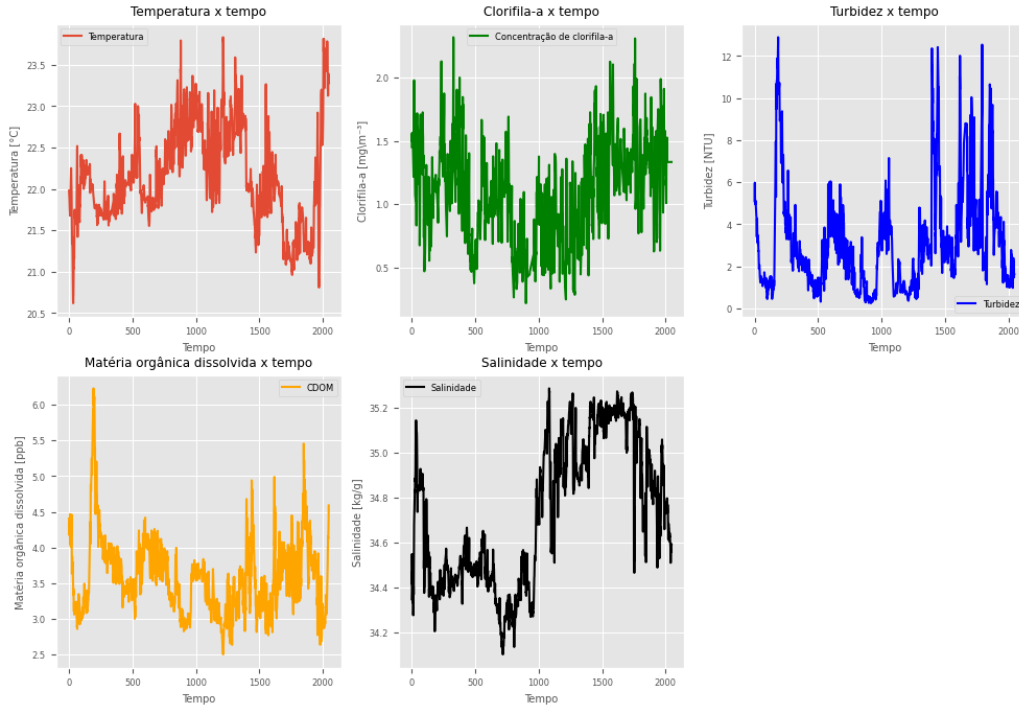 Temperatura x tempo
Temperatura
Temperatura [°C]
23.5
23.0
22.5
22.0
21.5
21.0
20.5
0 500 1000 1500 2000
Tempo
Clorifila-a x tempo
Concentração de clorifila-a
Clorifila-a [mg\m⁻³]
2.0
1.5
1.0
0.5
0 500 1000 1500 2000
Tempo
Turbidez x tempo
Turbidez
Turbidez [NTU]
12
10
8
6
4
2
0
0 500 1000 1500 2000
Tempo
Matéria orgânica dissolvida x tempo
CDOM
Matéria orgânica dissolvida [ppb]
6.0
5.5
5.0
4.5
4.0
3.5
3.0
2.5
0 500 1000 1500 2000
Tempo
Salinidade x tempo
Salinidade
Salinidade [kg/g]
35.2
35.0
34.8
34.6
34.4
34.2
0 500 1000 1500 2000
Tempo